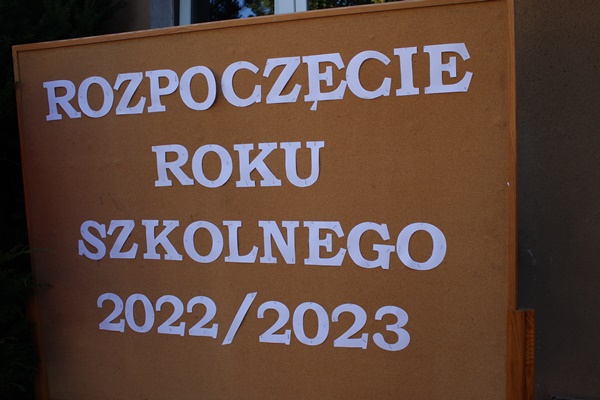 ROZPOCZĘCIE
ROKU
SZKOLNEGO
2022/2023